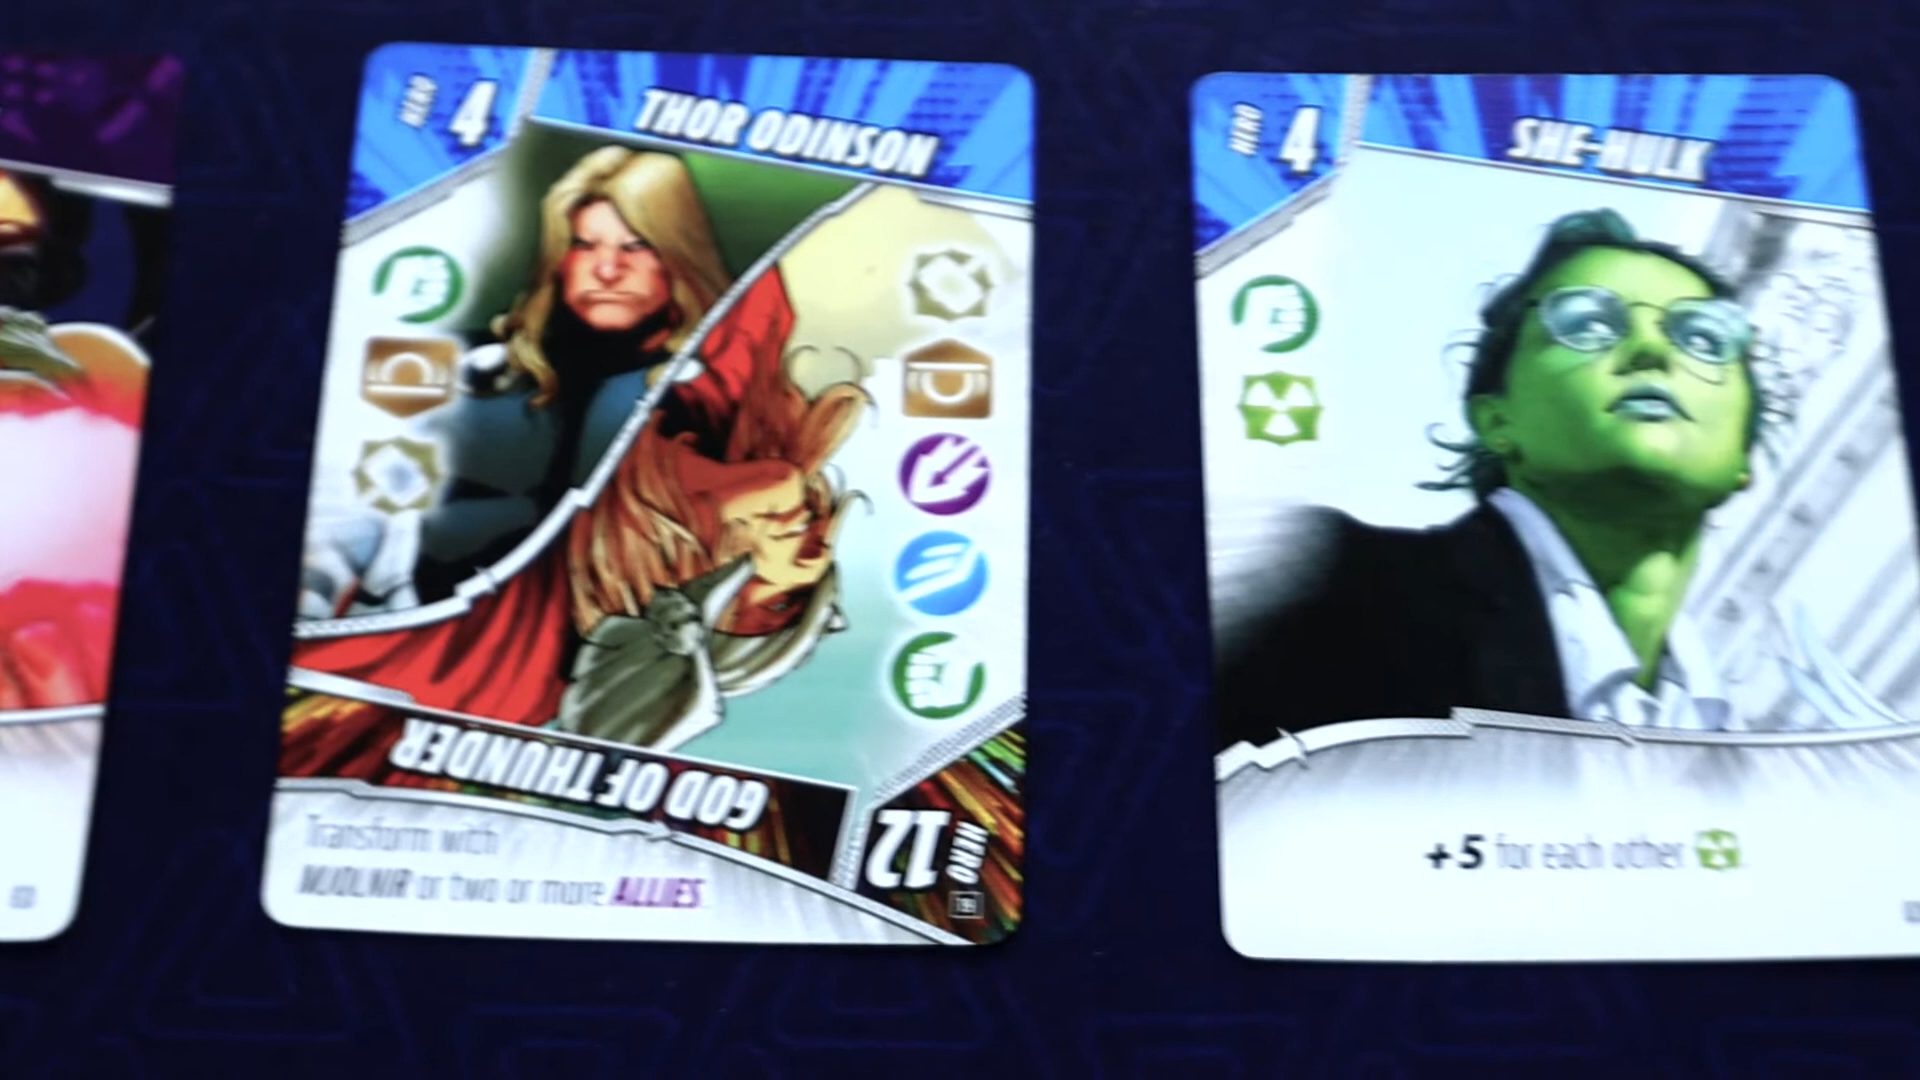 HERO 4
THOR ODINSON
GOD OF THUNDER
12 HERO
Transform with
MJOLNIR or two or more ALLIES
HERO 4
SHE-HULK
+5 for each other